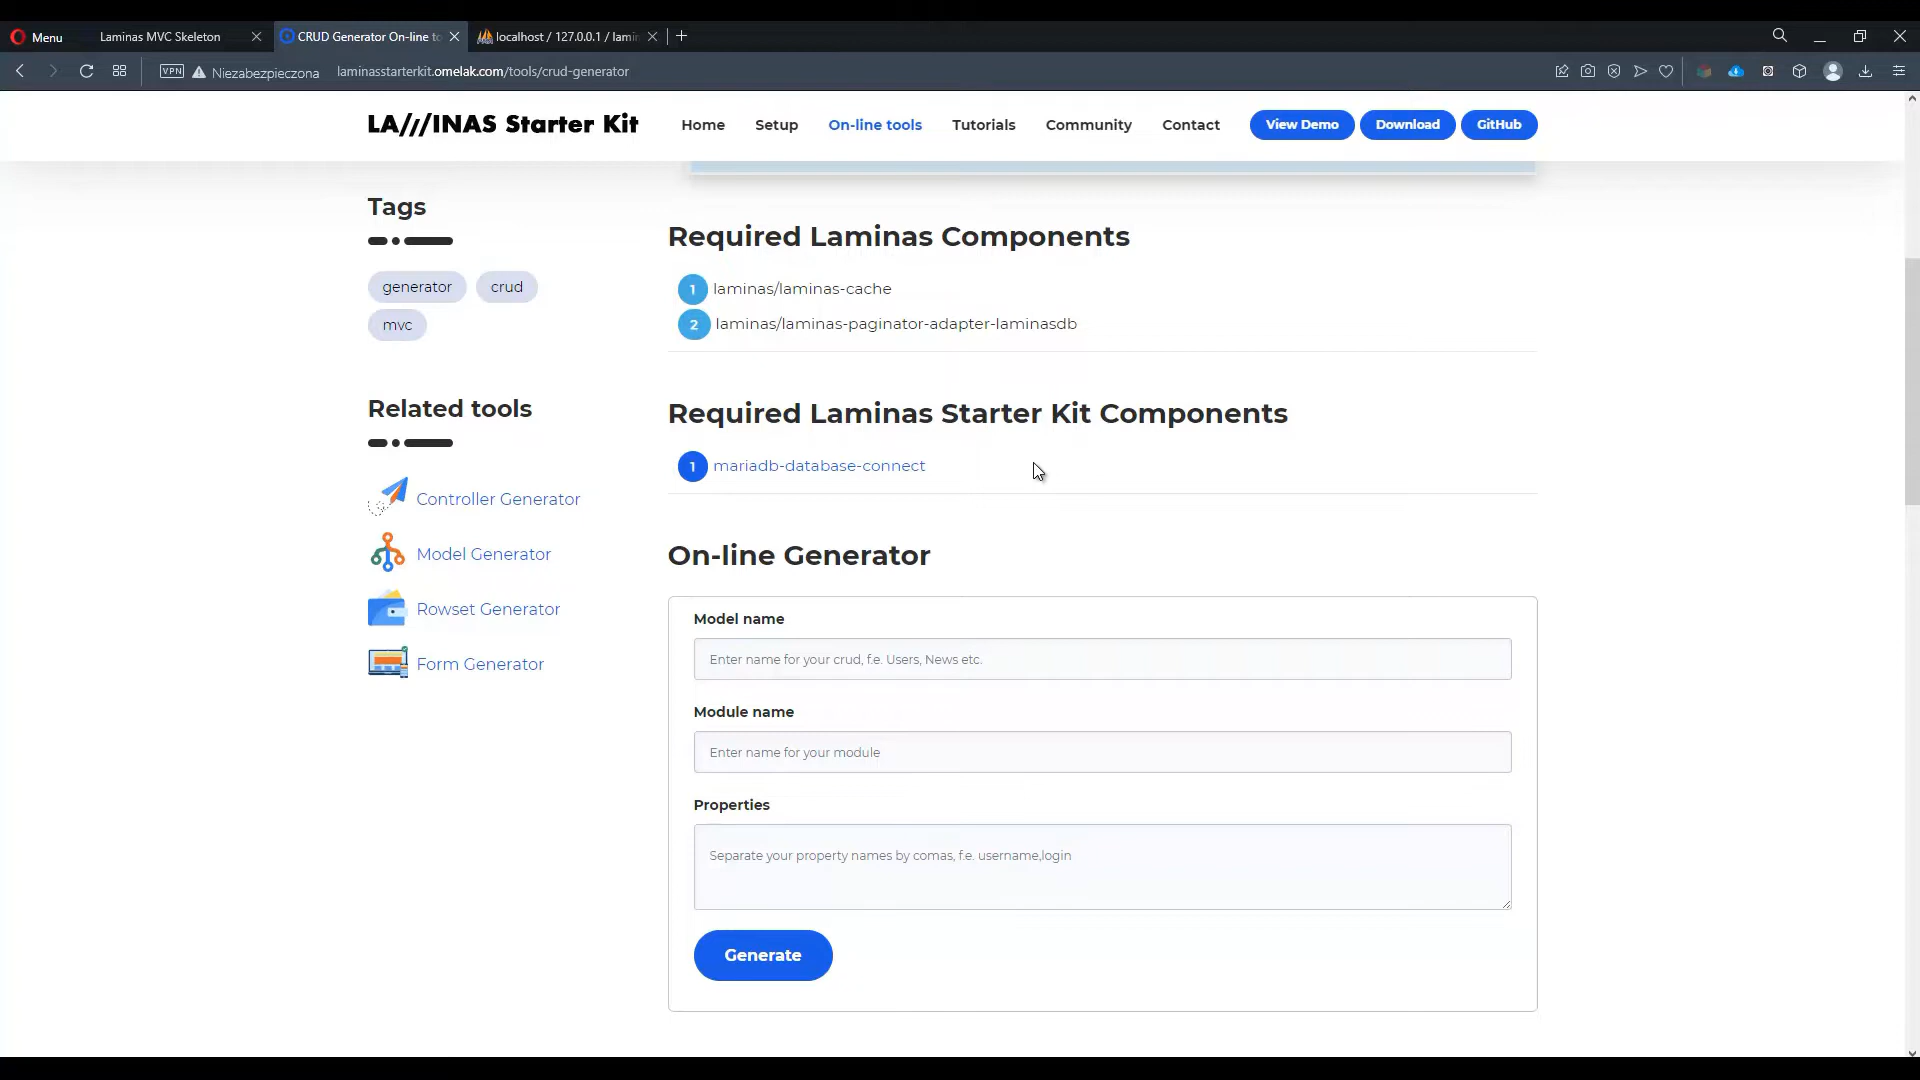 Menu
Laminas MVC Skeleton
CRUD Generator On-line to
localhost / 127.0.0.1 / lami
VPN
Niezabezpieczona
laminasstarterkit.omelak.com/tools/crud-generator
LA///INAS Starter Kit
Home
Setup
On-line tools
Tutorials
Community
Contact
View Demo
Download
GitHub
Tags
generator
crud
mvc
Related tools
Controller Generator
Model Generator
Rowset Generator
Form Generator
Required Laminas Components
1 laminas/laminas-cache
2 laminas/laminas-paginator-adapter-laminasdb
Required Laminas Starter Kit Components
1 mariadb-database-connect
On-line Generator
Model name
Enter name for your crud, f.e. Users, News etc.
Module name
Enter name for your module
Properties
Separate your property names by comas, f.e. username,login
Generate